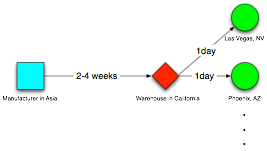 Las Vegas, NV
1day
2-4 weeks
1day
Manufacturer in Asia
Warehouse in California
Phoenix, AZ